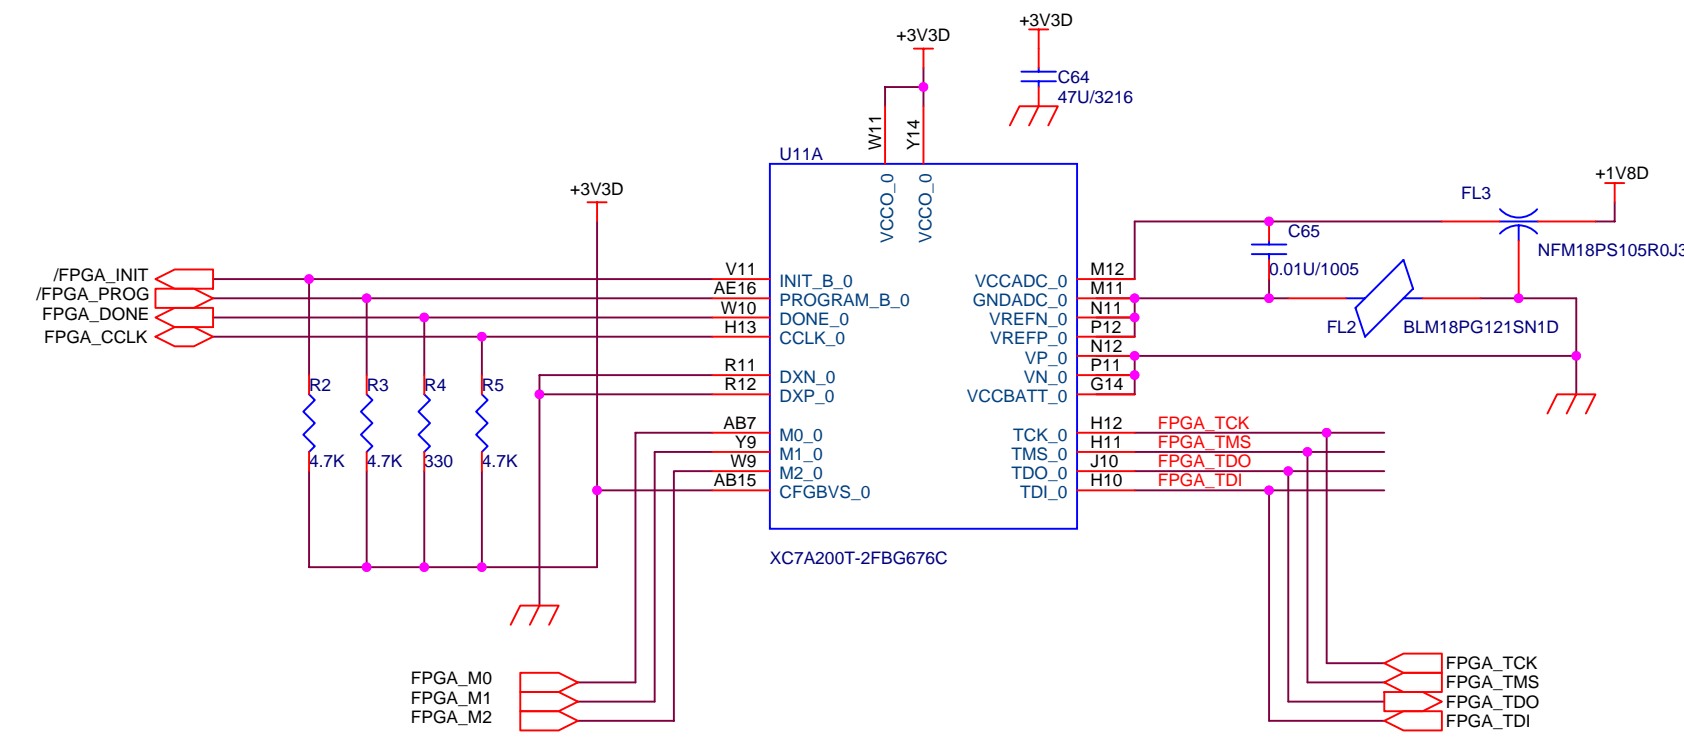 +3V3D
C64
47U/3216
+3V3D
W11
Y14
U11A
VCCO_0
VCCO_0
+3V3D
+1V8D
FL3
C65
NFM18PS105R0J3
0.01U/1005
FL2
BLM18PG121SN1D
/FPGA_INIT
/FPGA_PROG
FPGA_DONE
FPGA_CCLK
V11
AE16
W10
H13
R11
R12
AB7
Y9
W9
AB15
INIT_B_0
PROGRAM_B_0
DONE_0
CCLK_0
DXN_0
DXP_0
M0_0
M1_0
M2_0
CFGBVS_0
VCCADC_0
GNDADC_0
VREFN_0
VREFP_0
VP_0
VN_0
VCCBATT_0
TCK_0
TMS_0
TDO_0
TDI_0
M12
M11
N11
P12
N12
P11
G14
H12 FPGA_TCK
H11 FPGA_TMS
J10 FPGA_TDO
H10 FPGA_TDI
R2 R3 R4 R5
4.7K 4.7K 330 4.7K
XC7A200T-2FBG676C
FPGA_M0
FPGA_M1
FPGA_M2
FPGA_TCK
FPGA_TMS
FPGA_TDO
FPGA_TDI